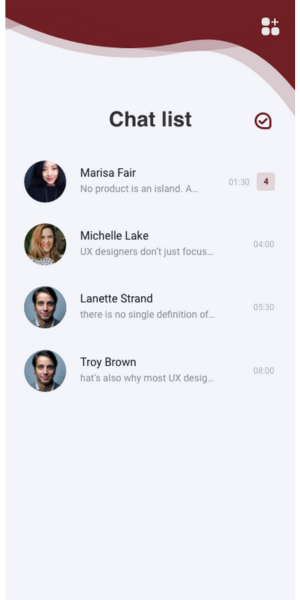 Chat list
Marisa Fair
No product is an island. A...
01:30
4
Michelle Lake
UX designers don't just focus...
04:00
Lanette Strand
there is no single definition of...
05:30
Troy Brown
hat's also why most UX desig...
08:00